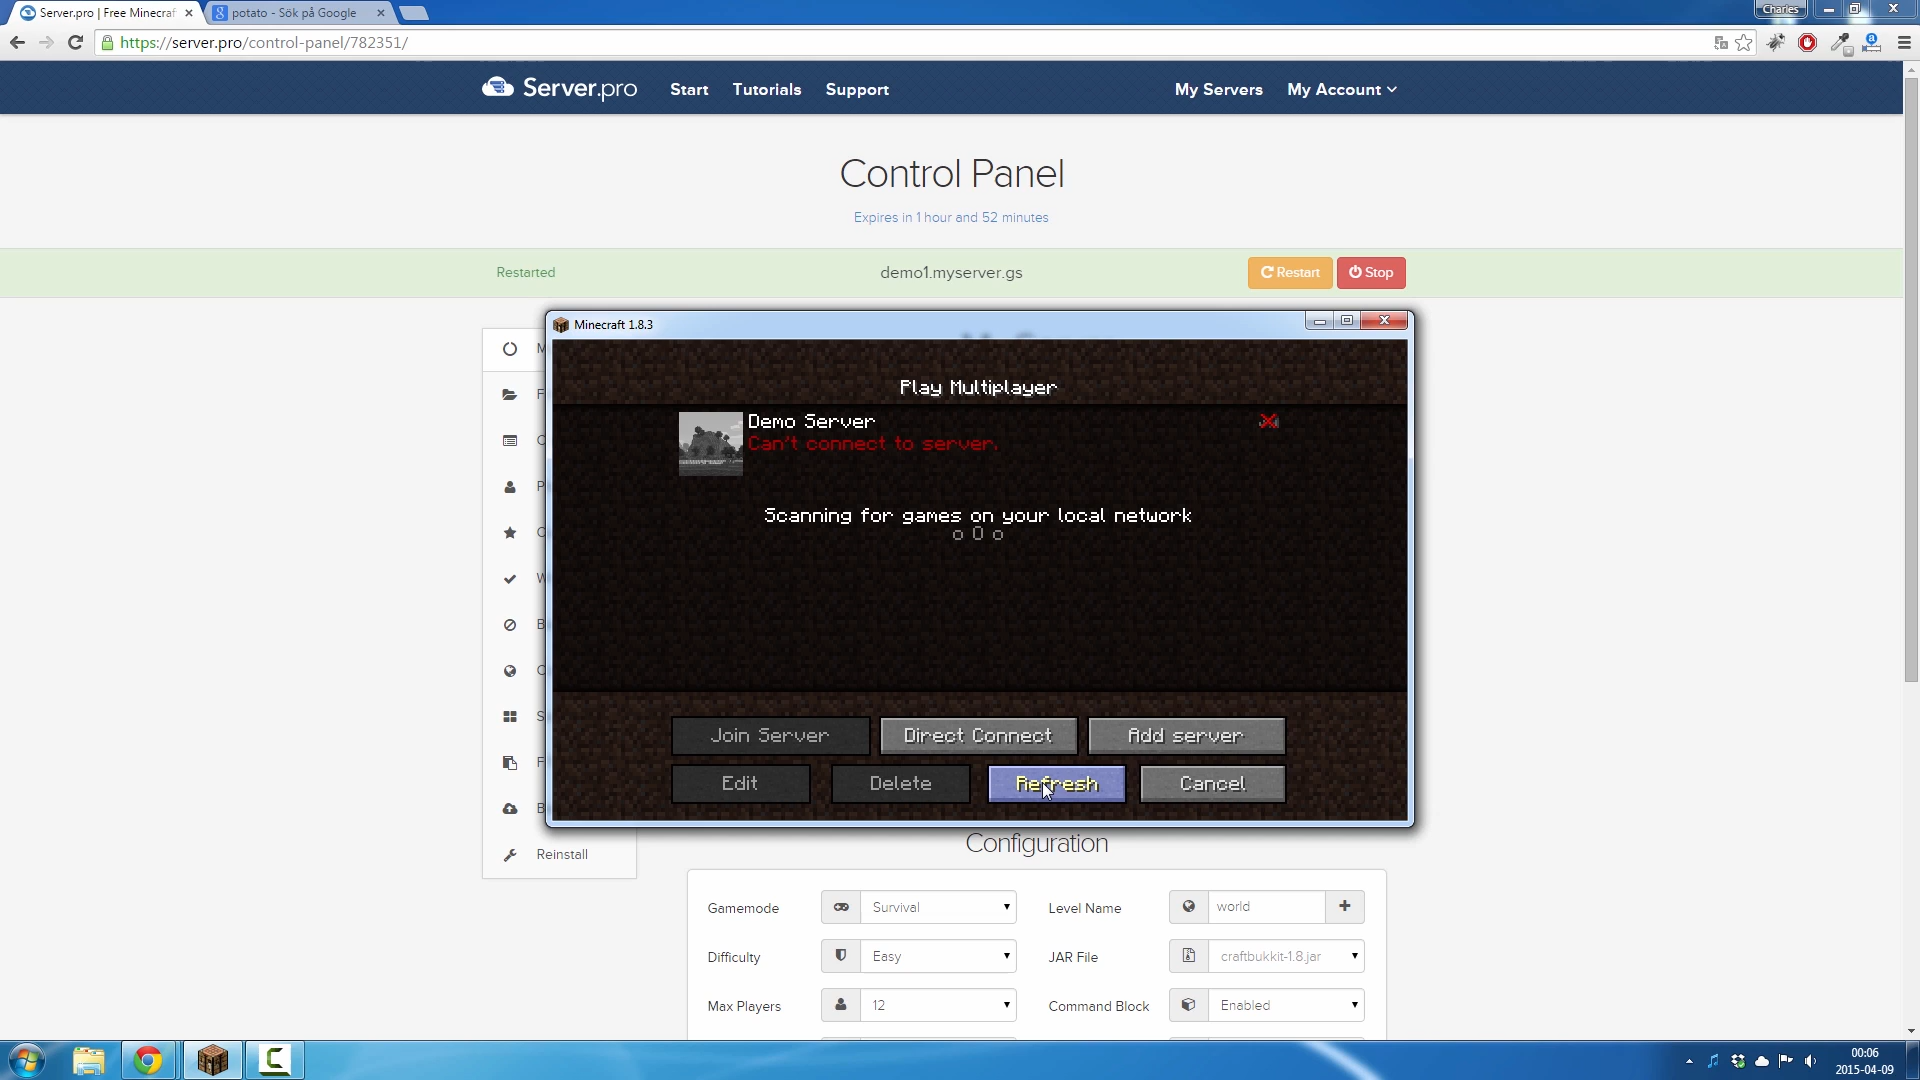 Server.pro | Free Minecraf
potato - Sök på Google
Charles
https://server.pro/control-panel/782351/
Server.pro
Start
Tutorials
Support
My Servers
My Account
Control Panel
Expires in 1 hour and 52 minutes
Restarted
demo1.myserver.gs
Restart
Stop
Minecraft 1.8.3
Play Multiplayer
Demo Server
Can't connect to server.
Scanning for games on your local network
o O o
Join Server
Direct Connect
Add server
Edit
Delete
Refresh
Cancel
Reinstall
Configuration
Gamemode
Survival
Level Name
world
Difficulty
Easy
JAR File
craftbukkit-1.8.jar
Max Players
12
Command Block
Enabled
00:06
2015-04-09